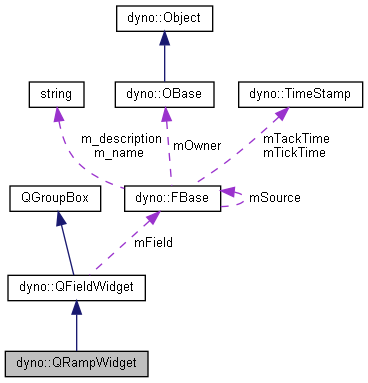 dyno::Object
string
dyno::OBase
dyno::TimeStamp
m_description
m_name
mOwner
mTackTime
mTickTime
QGroupBox
dyno::FBase
mSource
mField
dyno::QFieldWidget
dyno::QRampWidget